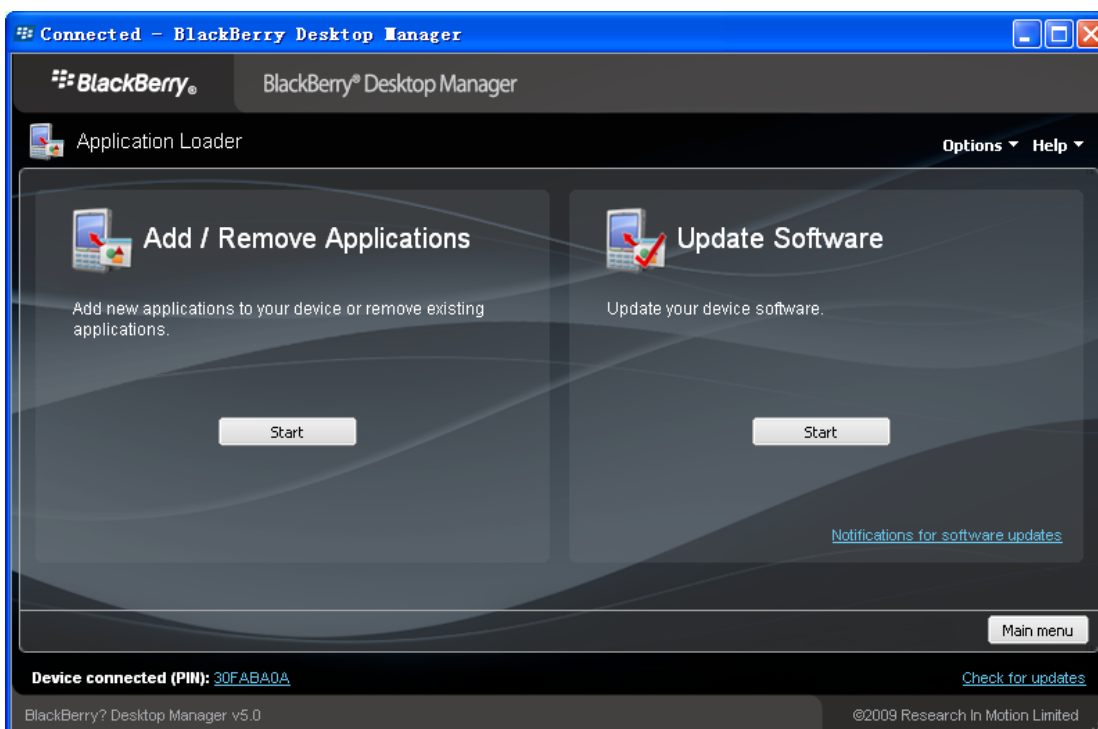 Connected - BlackBerry Desktop Manager
BlackBerry®
BlackBerry® Desktop Manager
Application Loader
Options
Help
Add / Remove Applications
Add new applications to your device or remove existing
applications.
Start
Update Software
Update your device software.
Start
Notifications for software updates
Main menu
Device connected (PIN): 30FABA0A
Check for updates
BlackBerry? Desktop Manager v5.0
©2009 Research In Motion Limited